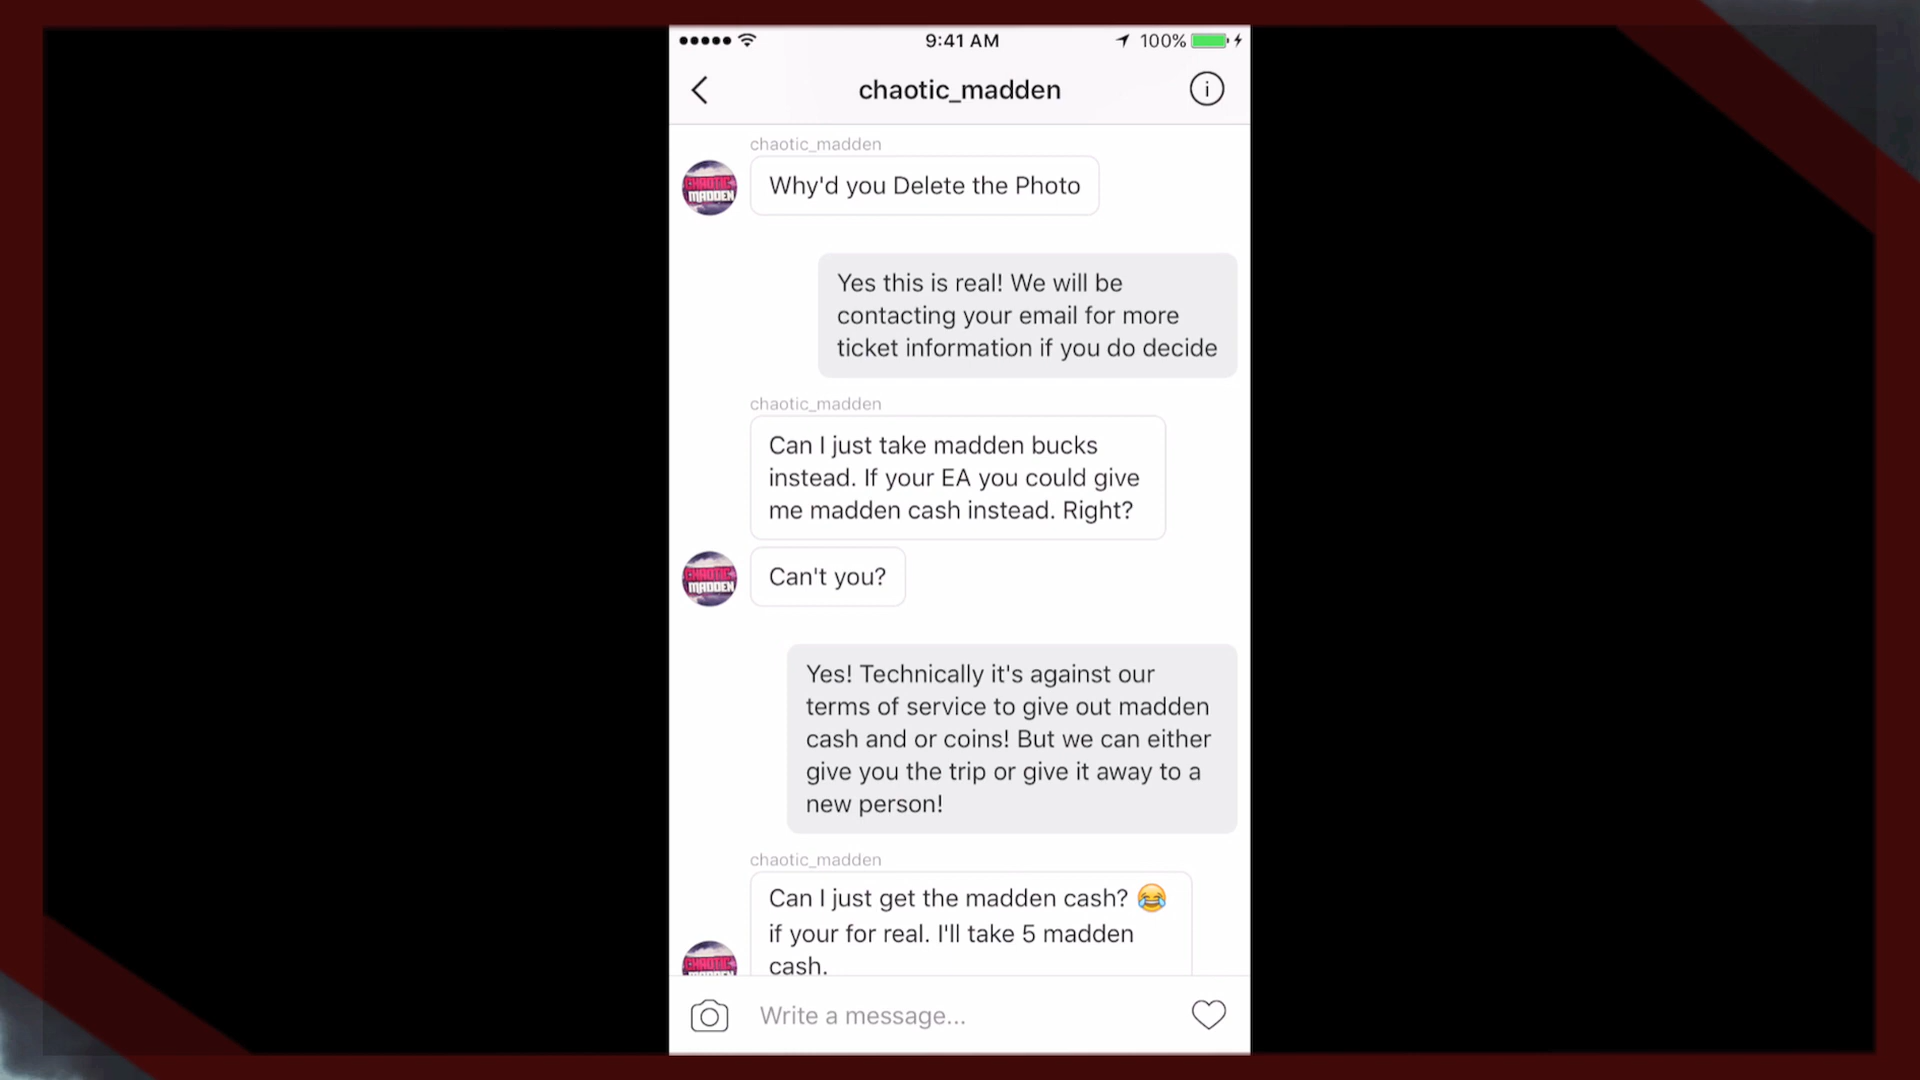 9:41 AM
100%
chaotic_madden
chaotic_madden
CHAOTIC
MADDEN
Why'd you Delete the Photo
Yes this is real! We will be
contacting your email for more
ticket information if you do decide
chaotic_madden
Can I just take madden bucks
instead. If your EA you could give
me madden cash instead. Right?
CHAOTIC
MADDEN
Can't you?
Yes! Technically it's against our
terms of service to give out madden
cash and or coins! But we can either
give you the trip or give it away to a
new person!
chaotic_madden
Can I just get the madden cash? 😂
if your for real. I'll take 5 madden
cash.
CHAOTIC
Write a message...